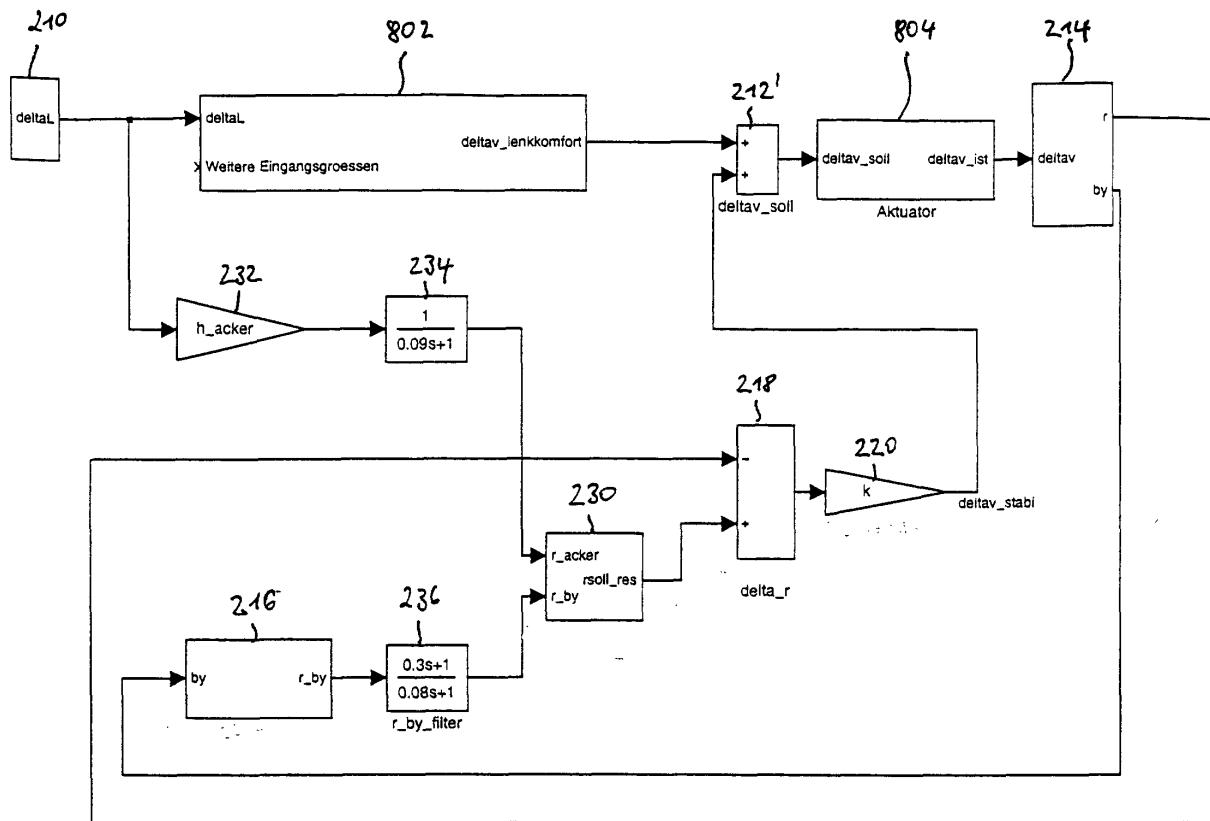 210
802
804
214
212'
deltaL
deltaL
deltav_lenkkomfort
Weitere Eingangsgroessen
+
+
deltav_soll
deltav_soll
deltav_ist
Aktuator
deltav
r
by
232
234
h_acker
1
0.09s+1
218
-
+
delta_r
220
k
deltav_stabi
230
r_acker
rsoll_res
r_by
216
236
by
r_by
0.3s+1
0.08s+1
r_by_filter